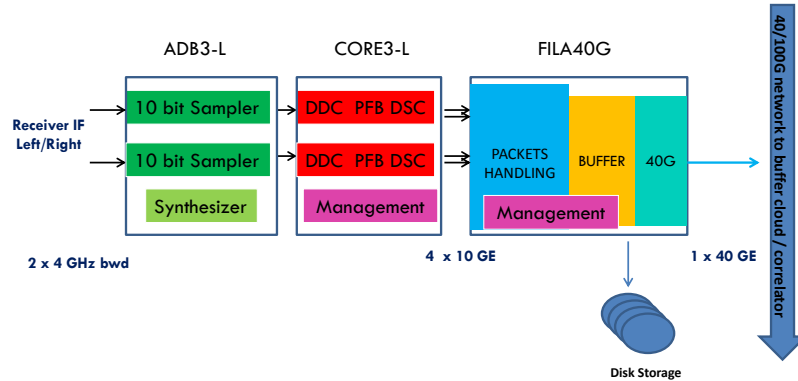 ADB3-L
CORE3-L
FILA40G
Receiver IF
Left/Right
10 bit Sampler
10 bit Sampler
Synthesizer
DDC PFB DSC
DDC PFB DSC
Management
PACKETS
HANDLING
BUFFER
40G
Management
2 x 4 GHz bwd
4 x 10 GE
1 x 40 GE
Disk Storage
40/100G network to buffer cloud / correlator